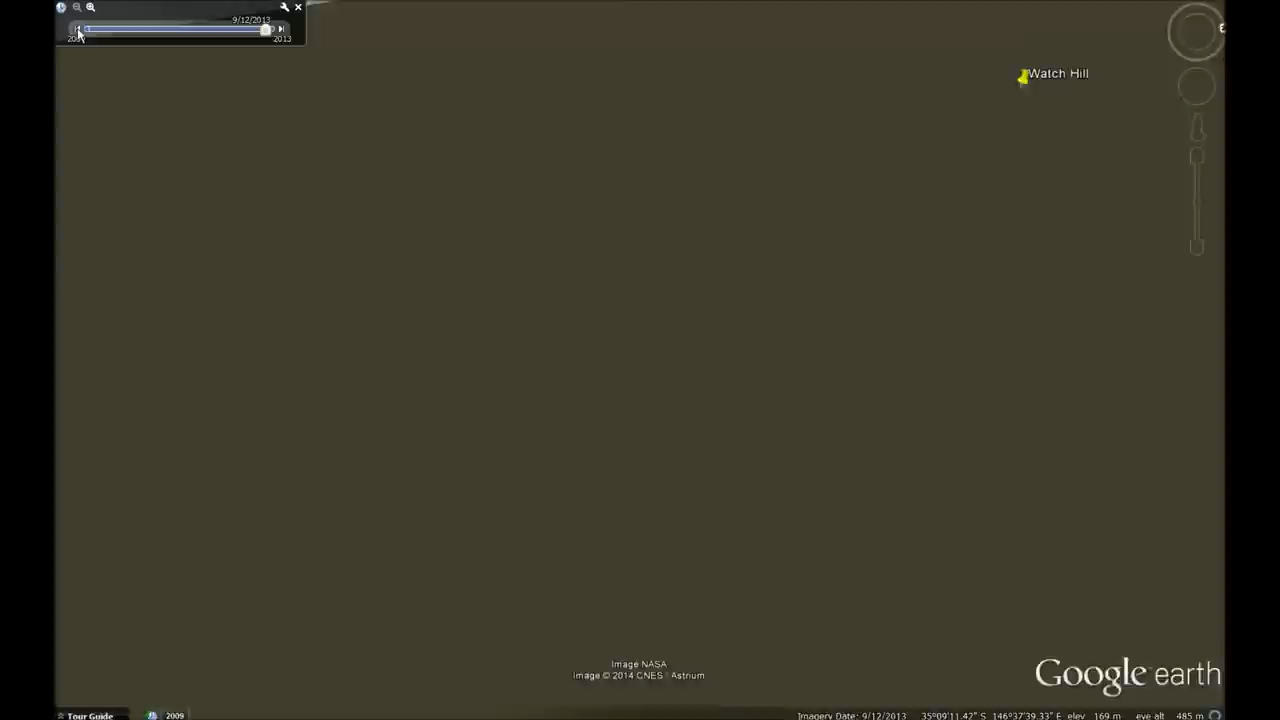 9/12/2013
2013
Watch Hill
Image NASA
Image © 2014 CNES / Astrium
Google earth
Tour Guide
2009
Imagery Date: 9/12/2013 35°09'11.42" S 146°37'39.33" E elev 169 m eye alt 485 m